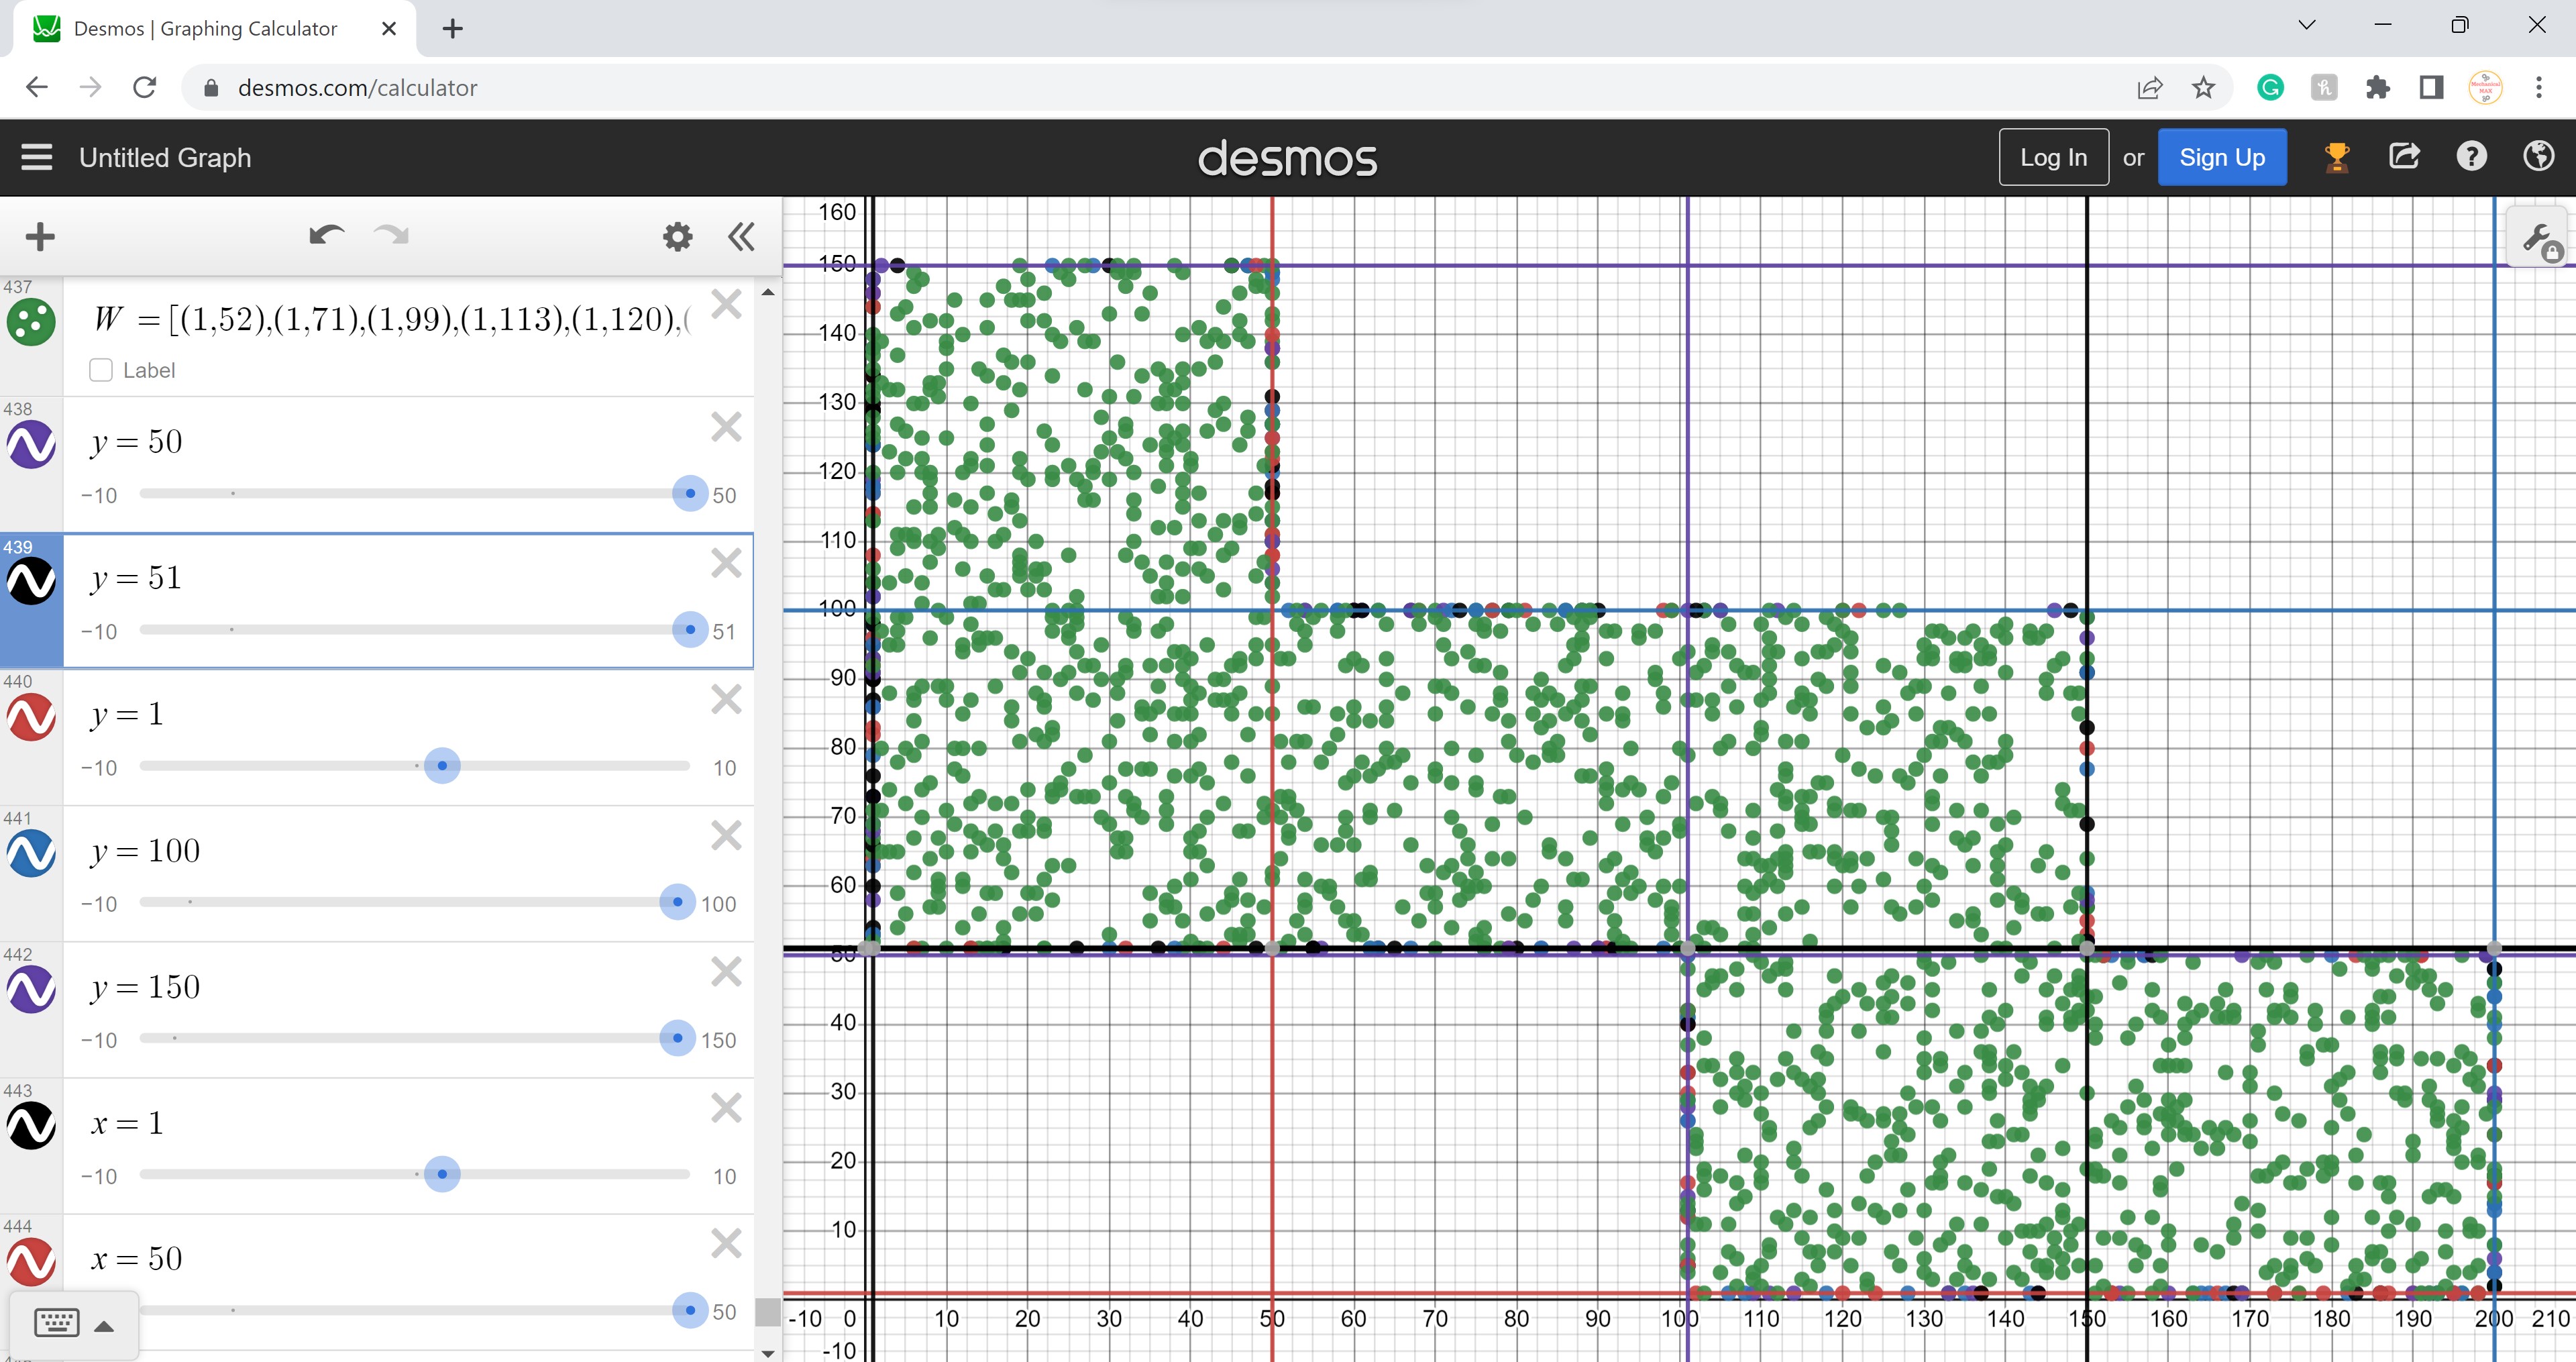 Desmos | Graphing Calculator
desmos.com/calculator
Untitled Graph
desmos
Log In or Sign Up
437
W = [(1,52),(1,71),(1,99),(1,113),(1,120),(
Label
438
y = 50
−10 50
439
y = 51
−10 51
440
y = 1
−10 10
441
y = 100
−10 100
442
y = 150
−10 150
443
x = 1
−10 10
444
x = 50
50
160
150
140
130
120
110
100
90
80
70
60
50
40
30
20
10
-10 0 10 20 30 40 50 60 70 80 90 100 110 120 130 140 150 160 170 180 190 200 210
-10